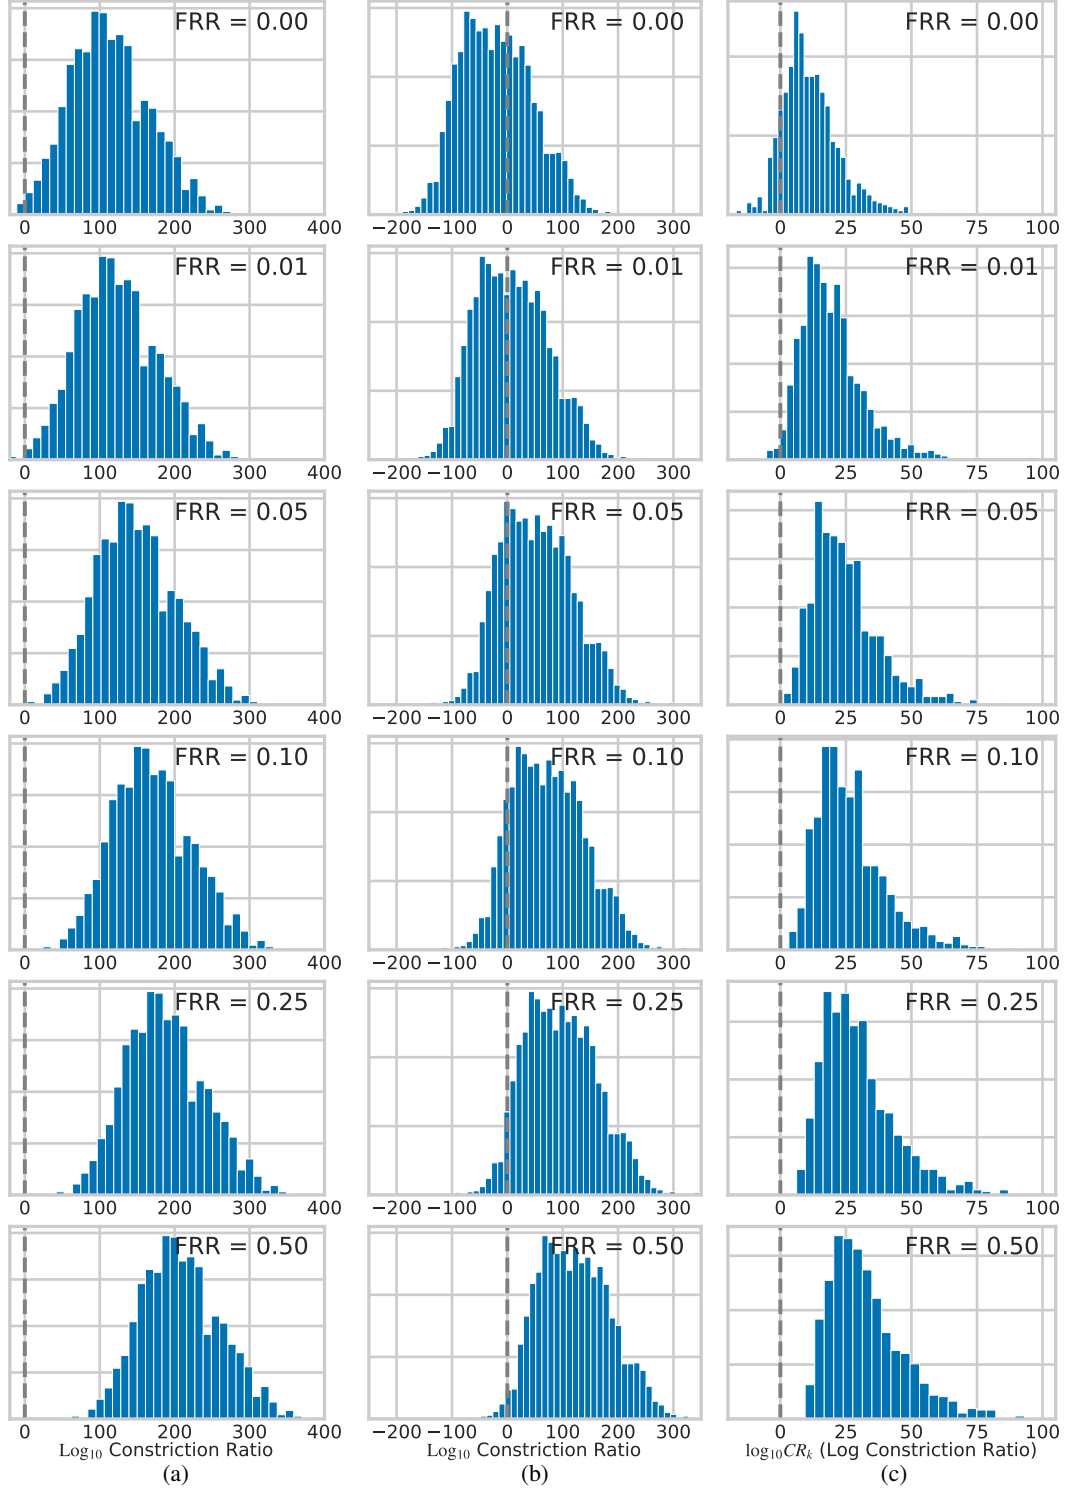 FRR = 0.00 FRR = 0.00 FRR = 0.00
0 100 200 300 400 −200 −100 0 100 200 300 0 25 50 75 100
FRR = 0.01 FRR = 0.01 FRR = 0.01
0 100 200 300 400 −200 −100 0 100 200 300 0 25 50 75 100
FRR = 0.05 FRR = 0.05 FRR = 0.05
0 100 200 300 400 −200 −100 0 100 200 300 0 25 50 75 100
FRR = 0.10 FRR = 0.10 FRR = 0.10
0 100 200 300 400 −200 −100 0 100 200 300 0 25 50 75 100
FRR = 0.25 FRR = 0.25 FRR = 0.25
0 100 200 300 400 −200 −100 0 100 200 300 0 25 50 75 100
FRR = 0.50 FRR = 0.50 FRR = 0.50
0 100 200 300 400 −200 −100 0 100 200 300 0 25 50 75 100
Log₁₀ Constriction Ratio Log₁₀ Constriction Ratio log₁₀CRₖ (Log Constriction Ratio)
(a) (b) (c)